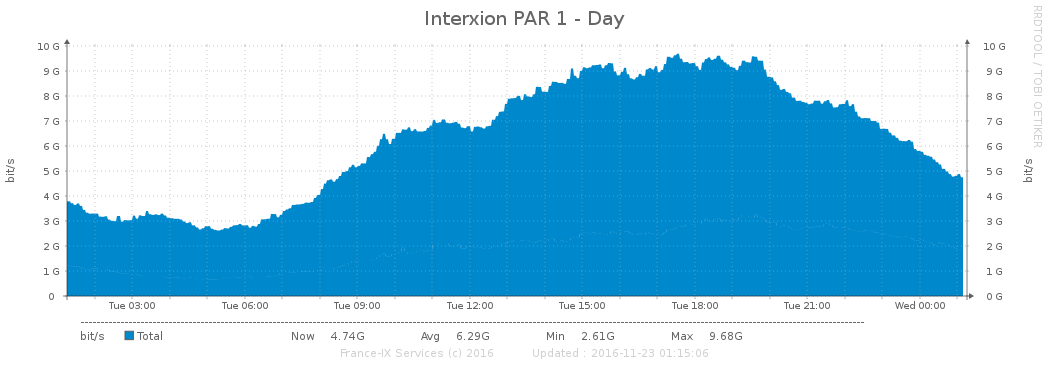 Interxion PAR 1 - Day
RRDTOOL / TOBI OETIKER
10 G 10 G
9 G 9 G
8 G 8 G
7 G 7 G
6 G 6 G
5 G 5 G
4 G 4 G
3 G 3 G
2 G 2 G
1 G 1 G
0 0 G
bit/s
bit/s
Tue 03:00 Tue 06:00 Tue 09:00 Tue 12:00 Tue 15:00 Tue 18:00 Tue 21:00 Wed 00:00
bit/s Total Now 4.74G Avg 6.29G Min 2.61G Max 9.68G
France-IX Services (c) 2016 Updated : 2016-11-23 01:15:06